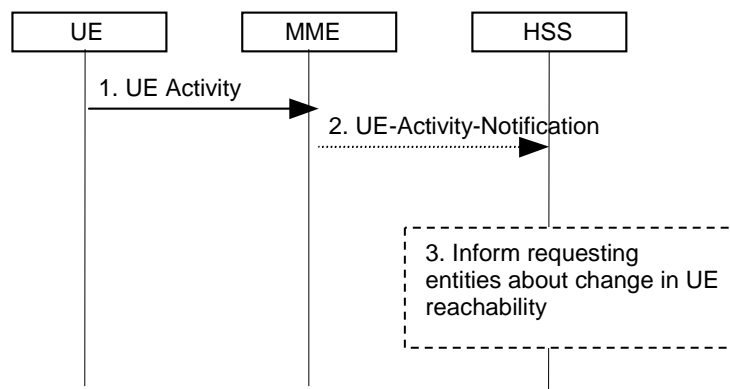 UE
MME
HSS
1. UE Activity
2. UE-Activity-Notification
3. Inform requesting
entities about change in UE
reachability